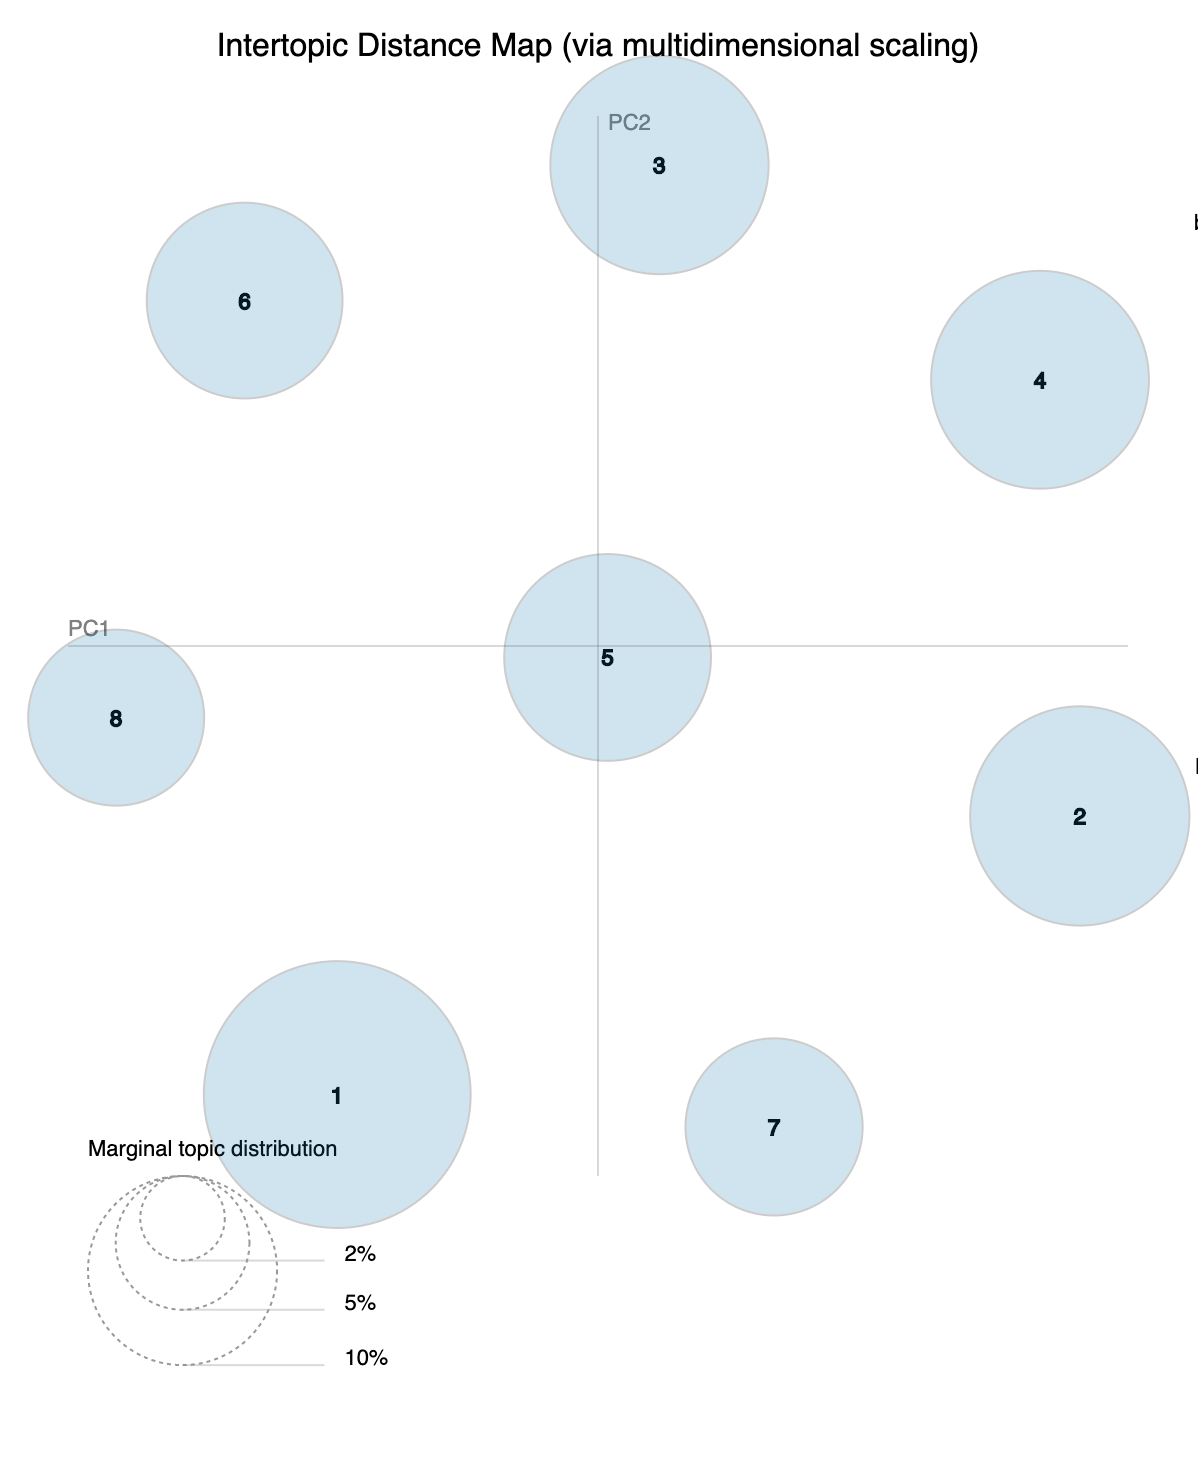 Intertopic Distance Map (via multidimensional scaling)
PC2
3
6
4
PC1
5
8
2
1
7
Marginal topic distribution
2%
5%
10%